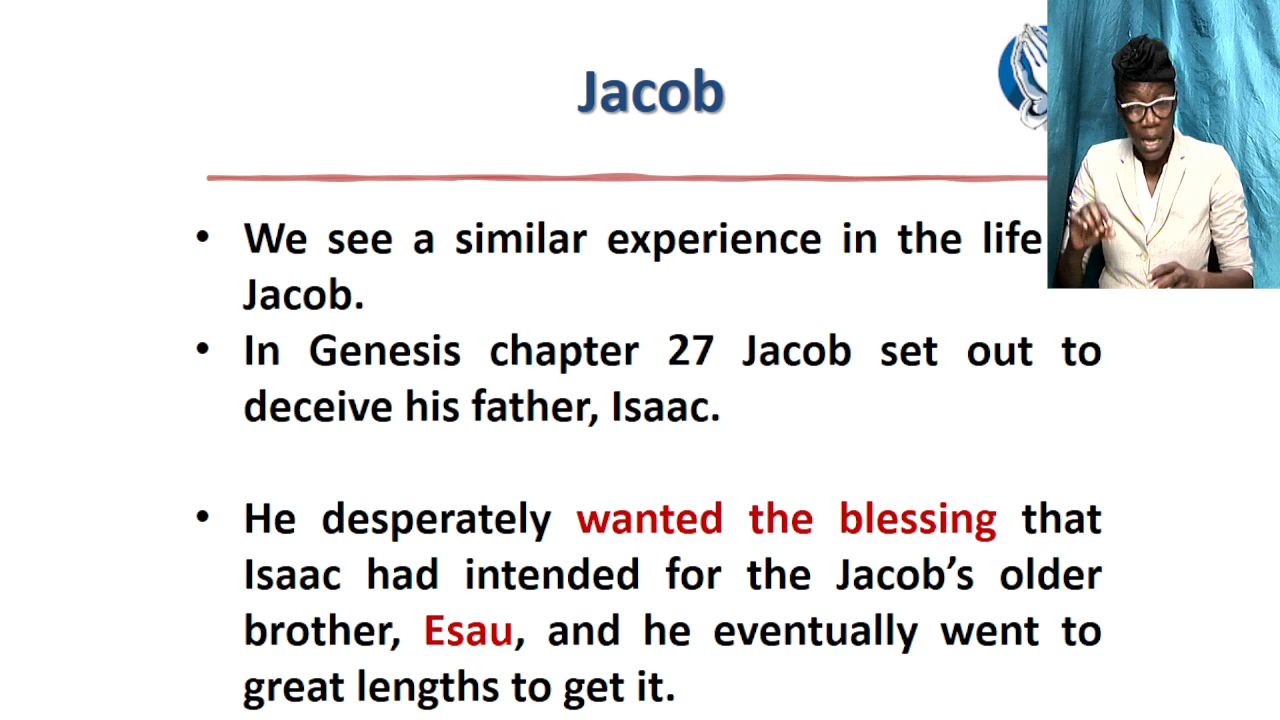 Jacob
• We see a similar experience in the life
Jacob.
• In Genesis chapter 27 Jacob set out to
deceive his father, Isaac.
• He desperately wanted the blessing that
Isaac had intended for the Jacob’s older
brother, Esau, and he eventually went to
great lengths to get it.